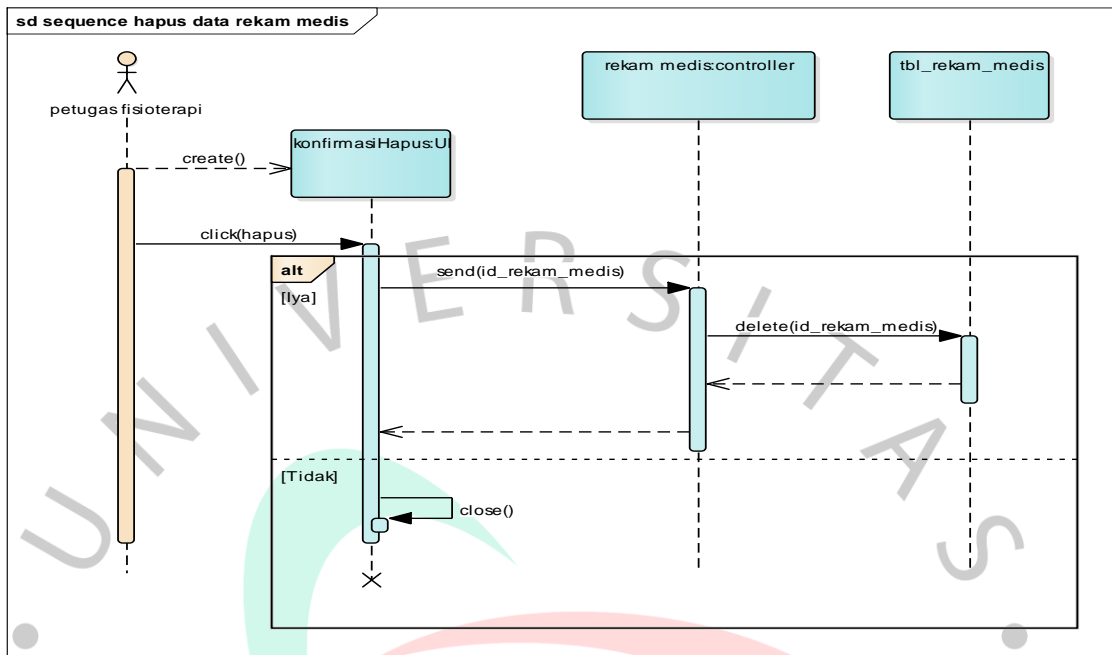 sd sequence hapus data rekam medis
petugas fisioterapi
konfirmasiHapus:UI
rekam medis:controller
tbl_rekam_medis
create()
click(hapus)
alt
[Iya]
send(id_rekam_medis)
delete(id_rekam_medis)
[Tidak]
close()
UNIVERSITAS